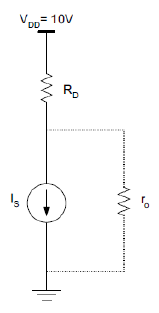 V_DD = 10V
R_D
I_S
r_o